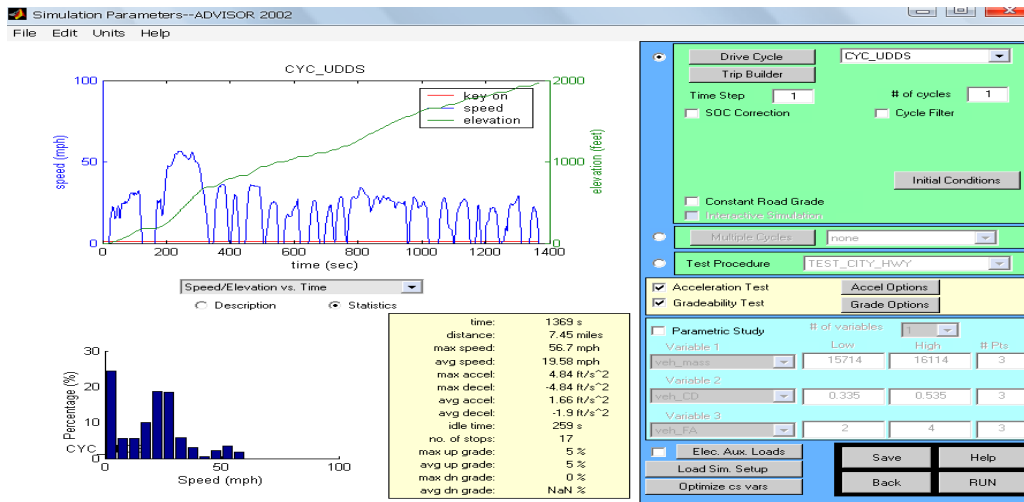 Simulation Parameters--ADVISOR 2002
File Edit Units Help
CYC_UDDS
100
50
0
speed (mph)
key on
speed
elevation
2000
1000
0
elevation (feet)
0 200 400 600 800 1000 1200 1400
time (sec)
Speed/Elevation vs. Time
Description Statistics
30
20
10
0
Percentage (%)
CYC
0 50 100
Speed (mph)
time: 1369 s
distance: 7.45 miles
max speed: 56.7 mph
avg speed: 19.58 mph
max accel: 4.84 ft/s^2
max decel: -4.84 ft/s^2
avg accel: 1.66 ft/s^2
avg decel: -1.9 ft/s^2
idle time: 259 s
no. of stops: 17
max up grade: 5 %
avg up grade: 5 %
max dn grade: 0 %
avg dn grade: NaN %
Drive Cycle CYC_UDDS
Trip Builder
Time Step 1 # of cycles 1
SOC Correction Cycle Filter
Initial Conditions
Constant Road Grade
Interactive Simulation
Multiple Cycles none
Test Procedure TEST_CITY_HWY
Acceleration Test Accel Options
Gradeability Test Grade Options
Parametric Study # of variables 1
Variable 1 Low High # Pts
veh_mass 15714 16114 3
Variable 2
veh_CD 0.335 0.535 3
Variable 3
veh_FA 2 4 3
Elec. Aux. Loads Save Help
Load Sim. Setup
Optimize cs vars Back RUN